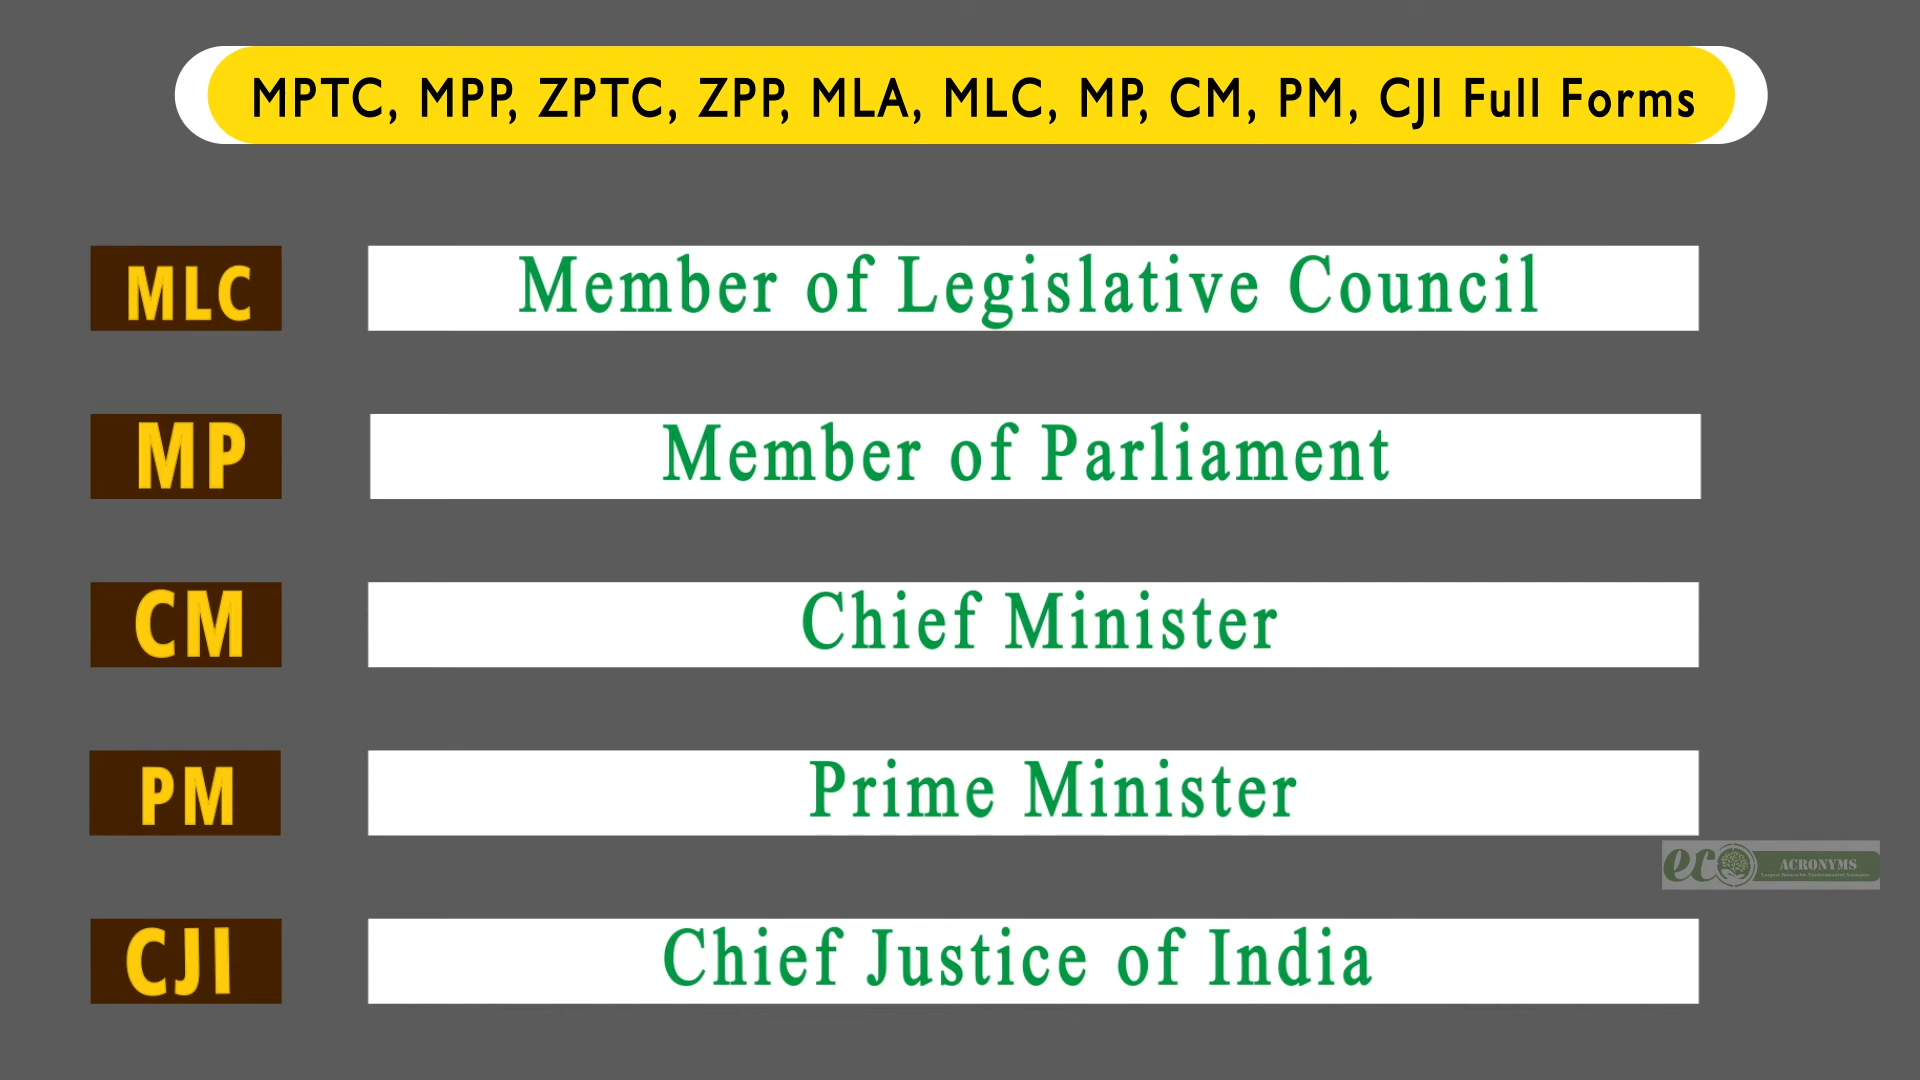 MPTC, MPP, ZPTC, ZPP, MLA, MLC, MP, CM, PM, CJI Full Forms
MLC Member of Legislative Council
MP Member of Parliament
CM Chief Minister
PM Prime Minister
eco ACRONYMS
CJI Chief Justice of India